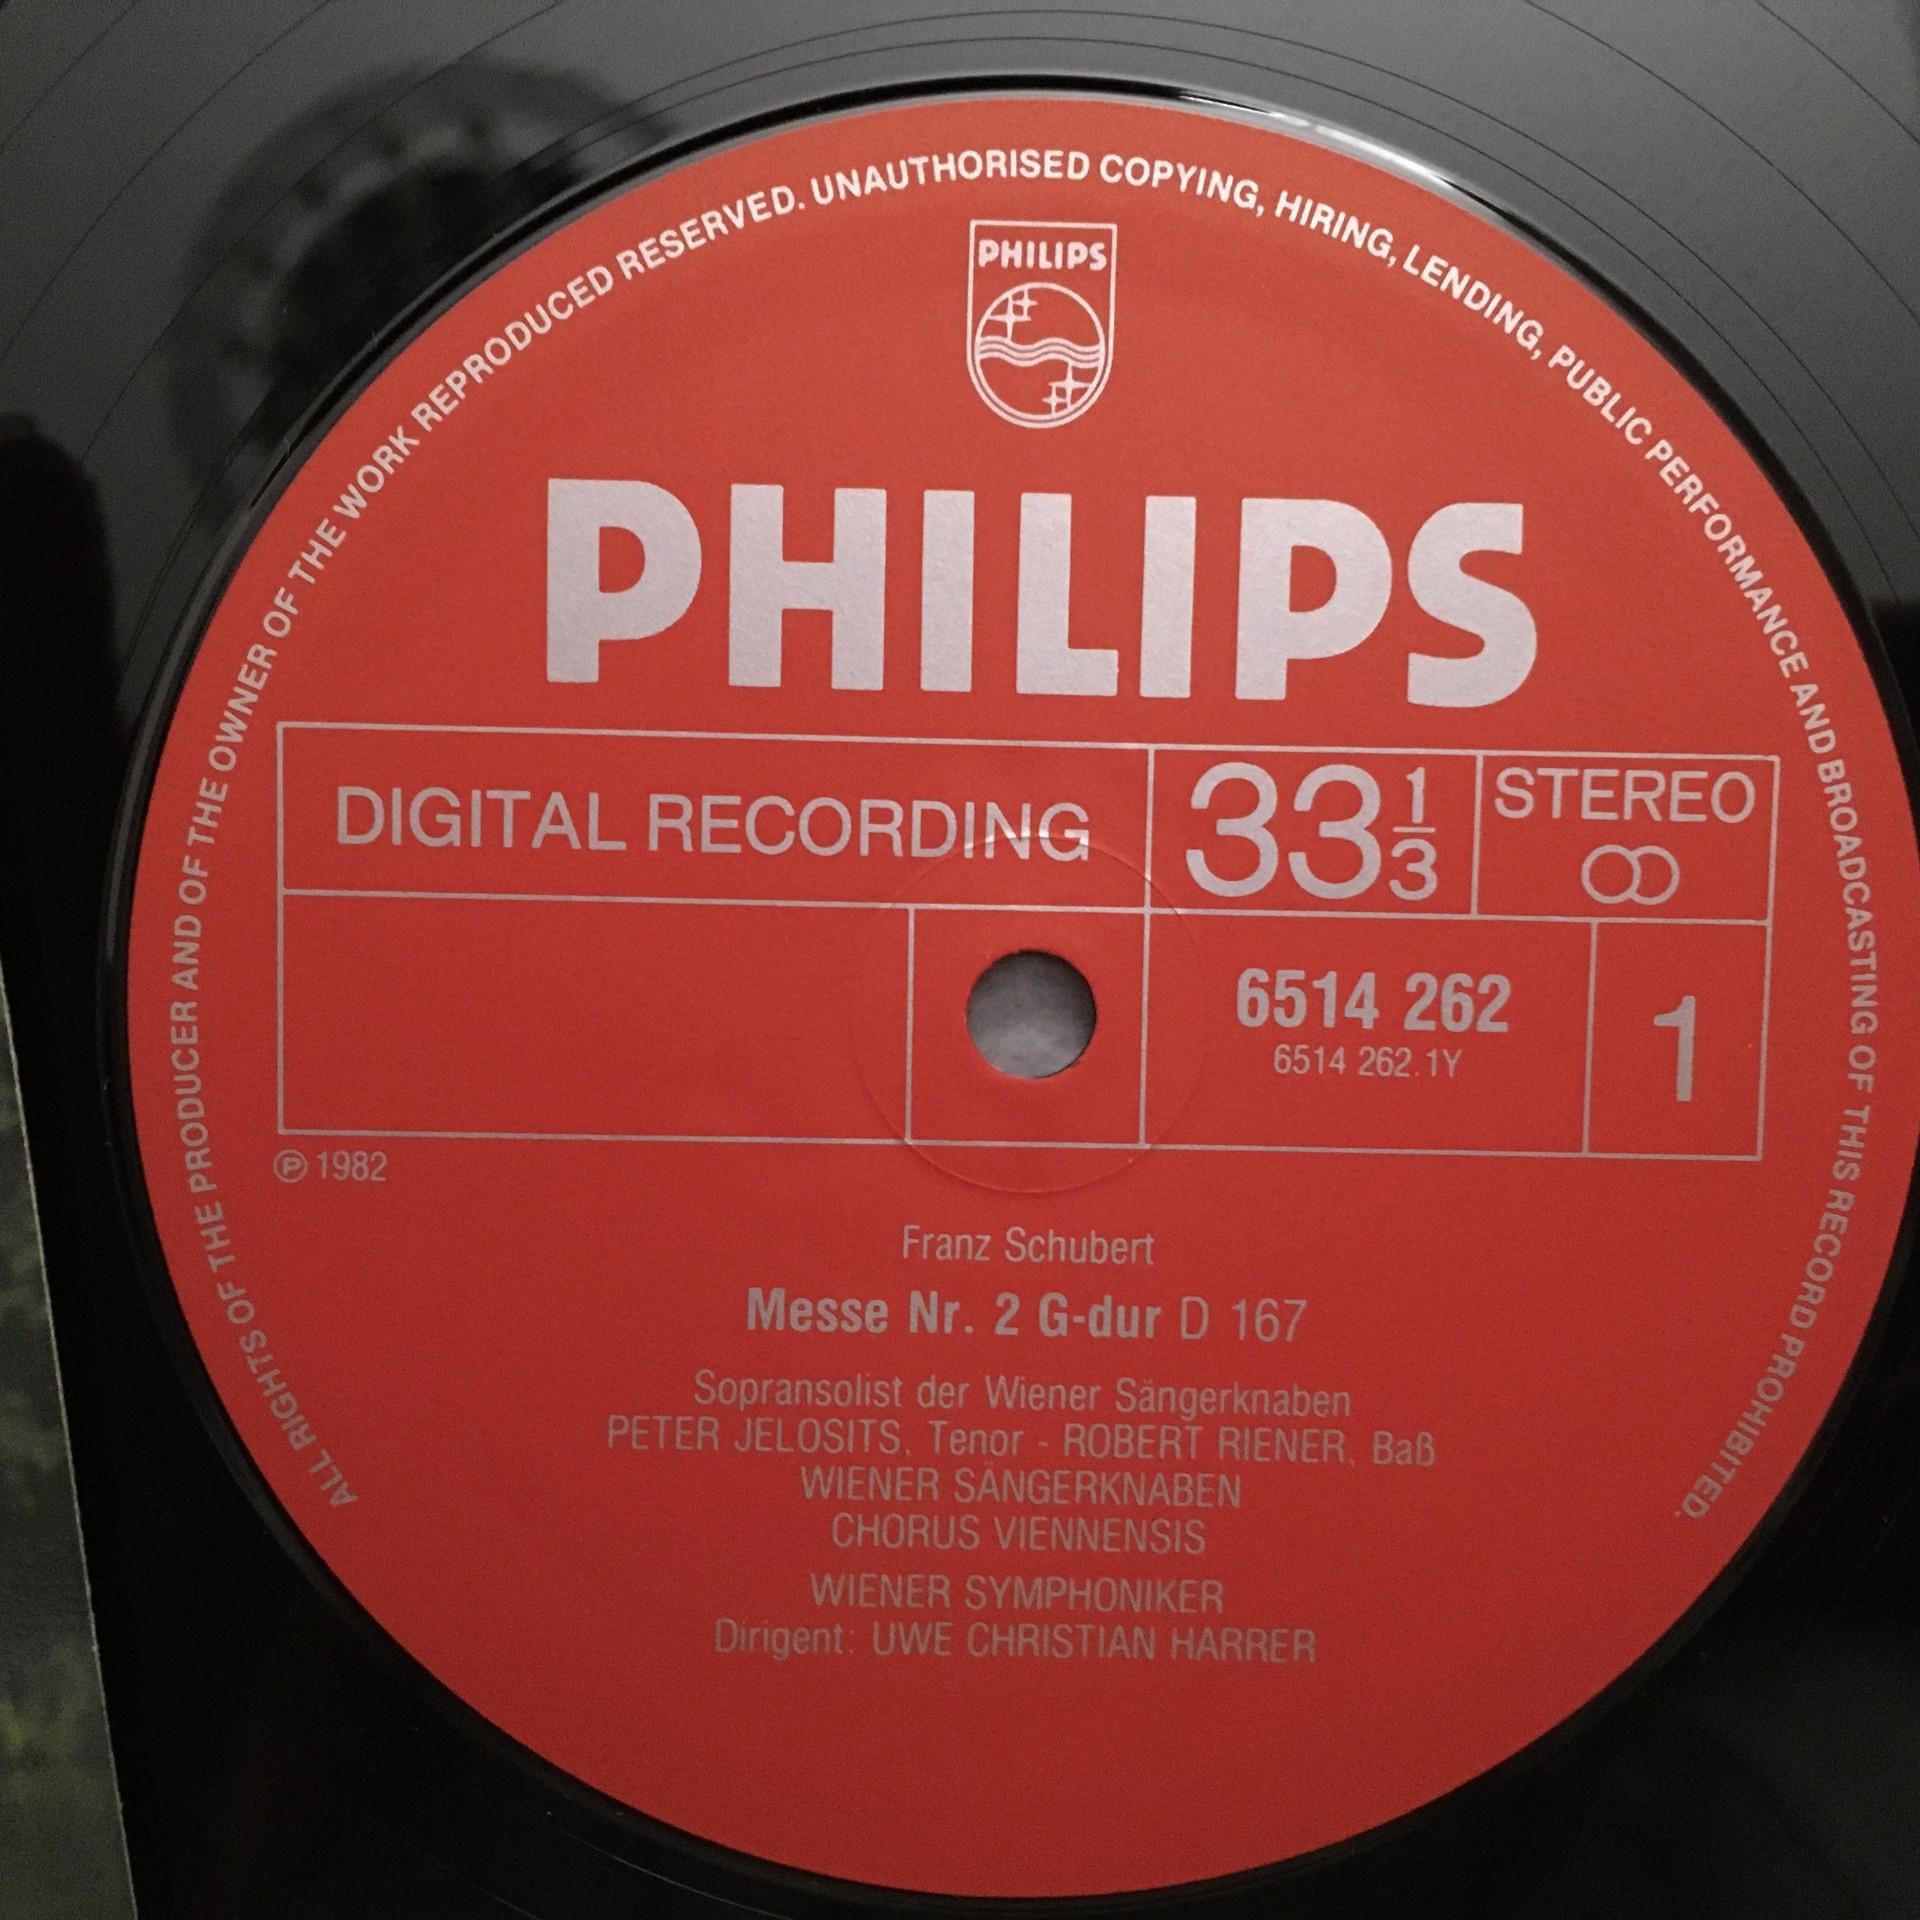 ALL RIGHTS OF THE PRODUCER AND OF THE OWNER OF THE WORK REPRODUCED RESERVED. UNAUTHORISED COPYING, HIRING, LENDING, PUBLIC PERFORMANCE AND BROADCASTING OF THIS RECORD PROHIBITED.
PHILIPS
PHILIPS
DIGITAL RECORDING
33 1/3
STEREO
6514 262
6514 262.1Y
1
℗ 1982
Franz Schubert
Messe Nr. 2 G-dur D 167
Sopransolist der Wiener Sängerknaben
PETER JELOSITS, Tenor - ROBERT RIENER, Baß
WIENER SÄNGERKNABEN
CHORUS VIENNENSIS
WIENER SYMPHONIKER
Dirigent: UWE CHRISTIAN HARRER